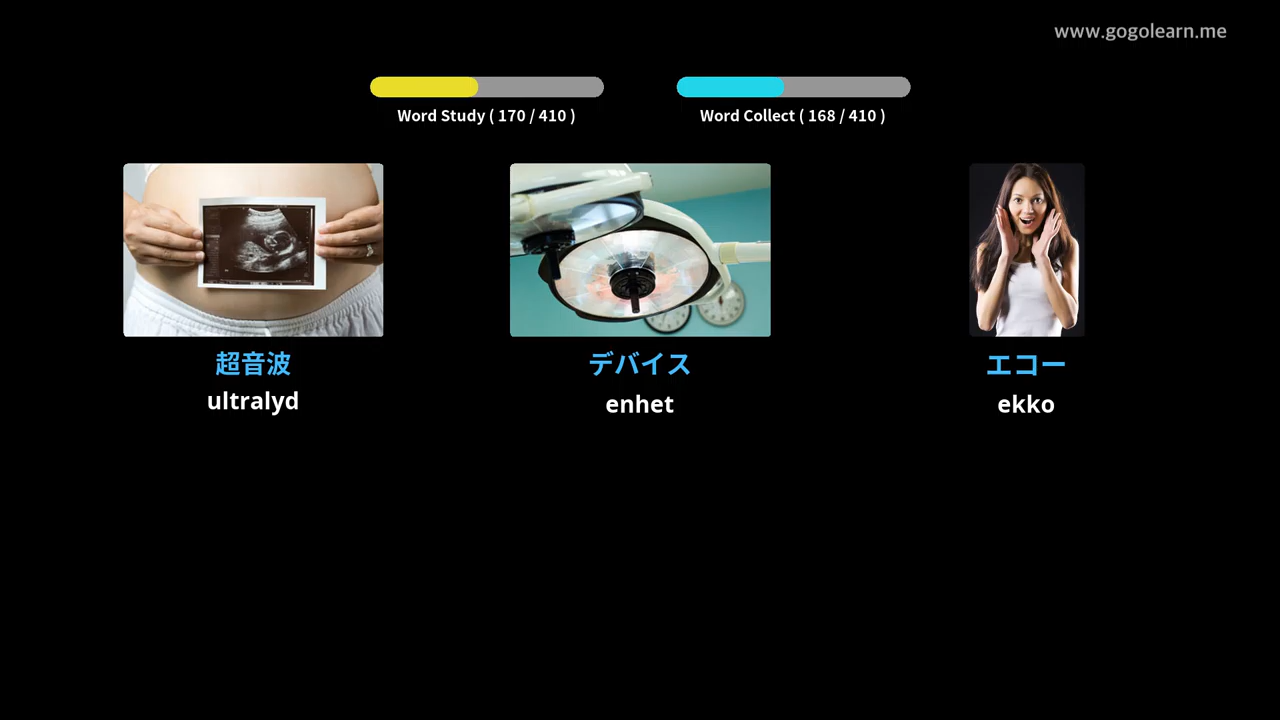 www.gogolearn.me
Word Study ( 170 / 410 )
Word Collect ( 168 / 410 )
超音波
デバイス
エコー
ultralyd
enhet
ekko